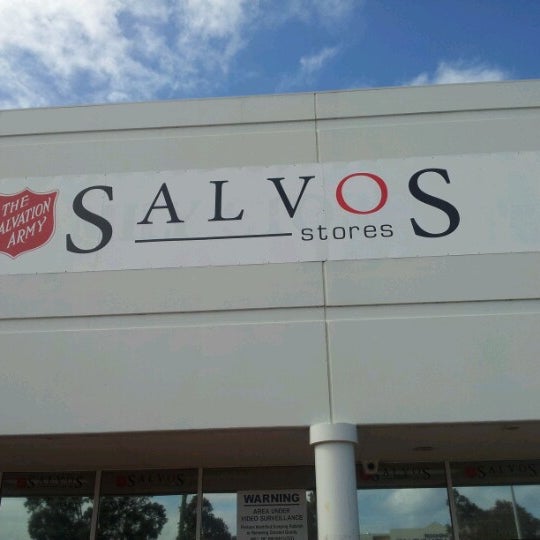 THE
SALVATION
ARMY
SALVOS
stores
SALVOS
SALVOS
SALVOS
SALVOS
WARNING
AREA UNDER
VIDEO SURVEILLANCE